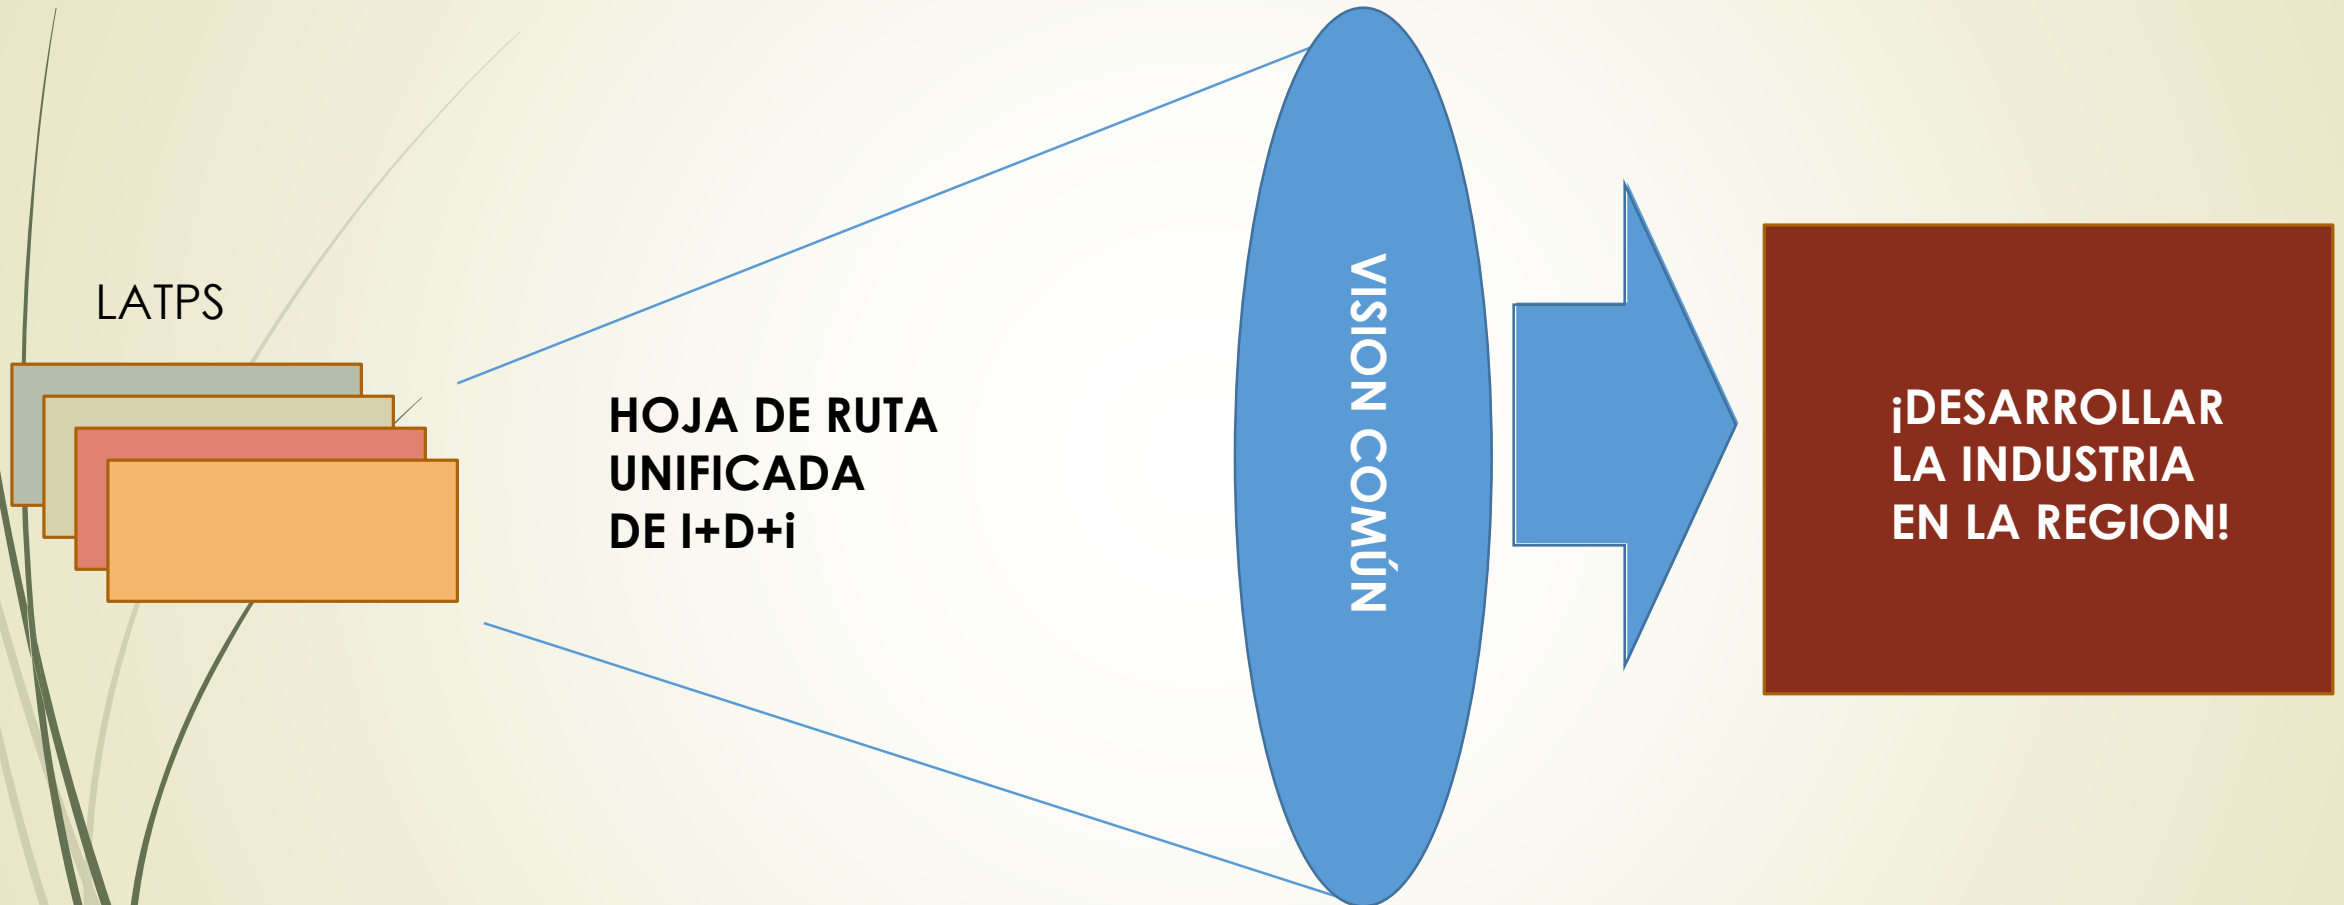 LATPS
HOJA DE RUTA
UNIFICADA
DE I+D+i
VISION COMÚN
¡DESARROLLAR
LA INDUSTRIA
EN LA REGION!